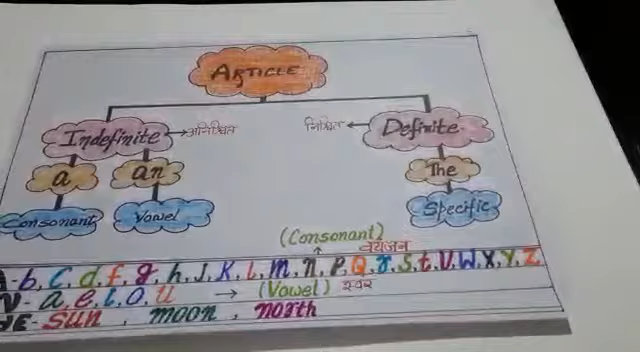 ARTICLE
Indefinite → अनिश्चित निश्चित ← Definite
a an The
Consonant Vowel Specific
(Consonant)
व्यंजन
A-b, C, d, f, g, h, J, K, l, m, n, P, Q, r, S, t, V, W, X, Y, Z
- a, e, i, O, u → (Vowel) स्वर
- Sun, moon, north